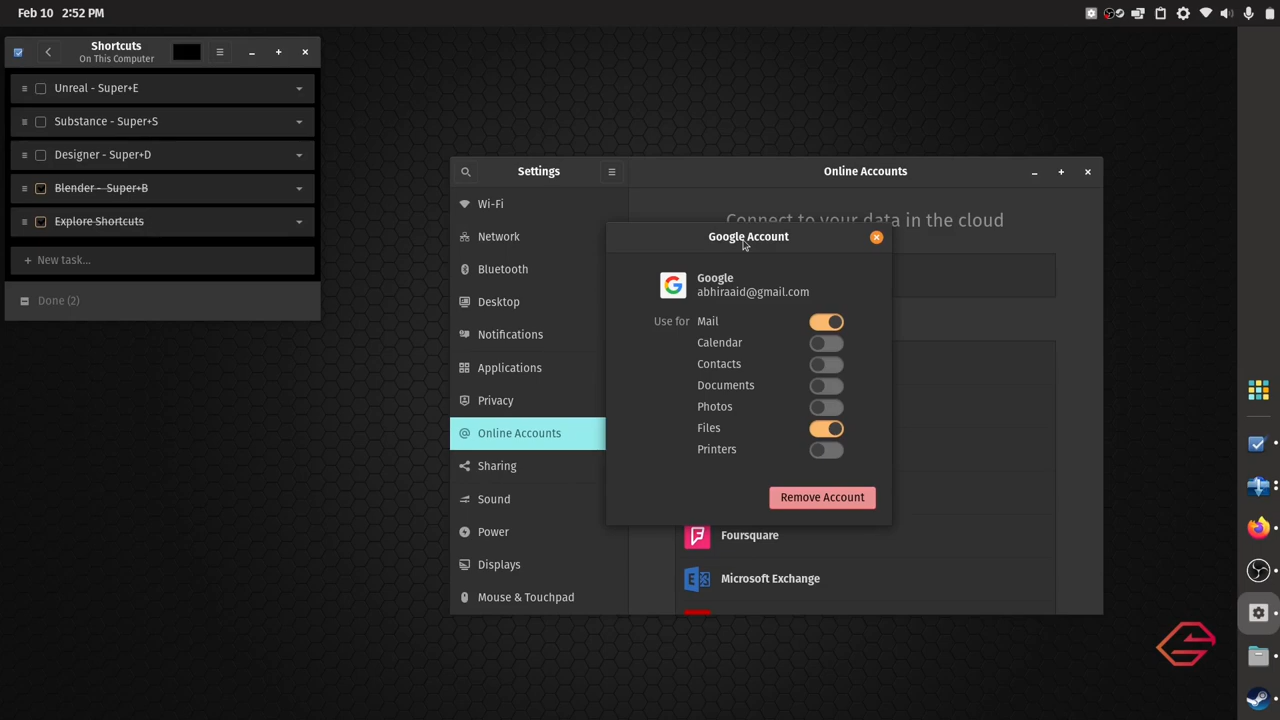 Feb 10 2:52 PM
Shortcuts
On This Computer
Unreal - Super+E
Substance - Super+S
Designer - Super+D
Blender - Super+B
Explore Shortcuts
New task...
Done (2)
Settings
Wi-Fi
Network
Bluetooth
Desktop
Notifications
Applications
Privacy
Online Accounts
Sharing
Sound
Power
Displays
Mouse & Touchpad
Online Accounts
Connect to your data in the cloud
Google Account
Google
abhiraaid@gmail.com
Use for Mail
Calendar
Contacts
Documents
Photos
Files
Printers
Remove Account
Foursquare
Microsoft Exchange